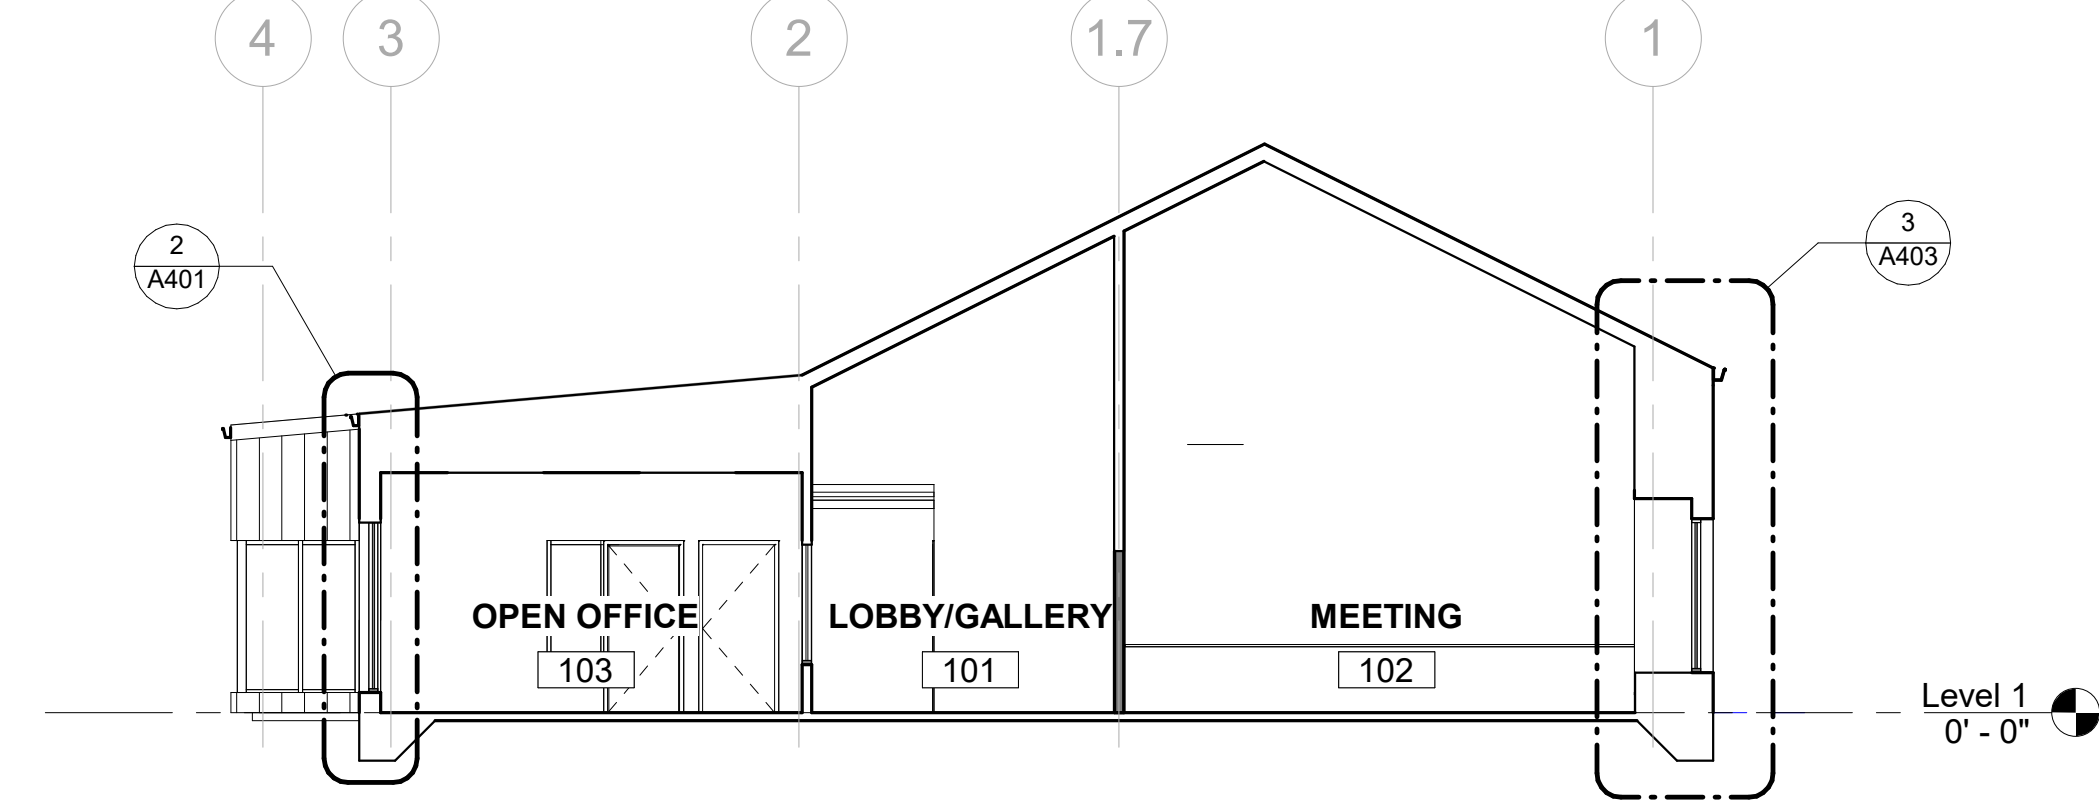 4
3
2
1.7
1
2
A401
3
A403
OPEN OFFICE
103
LOBBY/GALLERY
101
MEETING
102
Level 1
0' - 0"